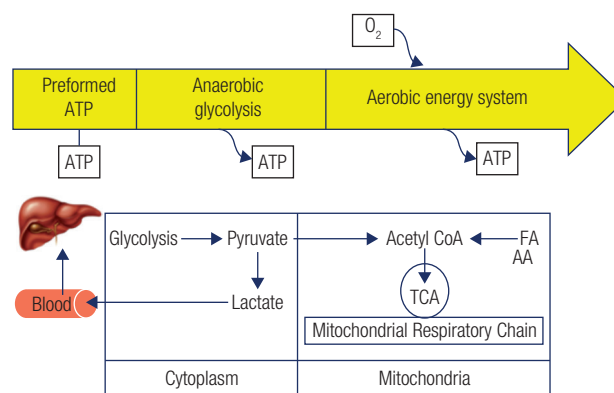 O₂
Preformed
ATP
Anaerobic
glycolysis
Aerobic energy system
ATP
ATP
ATP
Glycolysis
Pyruvate
Acetyl CoA
FA
AA
Blood
Lactate
TCA
Mitochondrial Respiratory Chain
Cytoplasm
Mitochondria